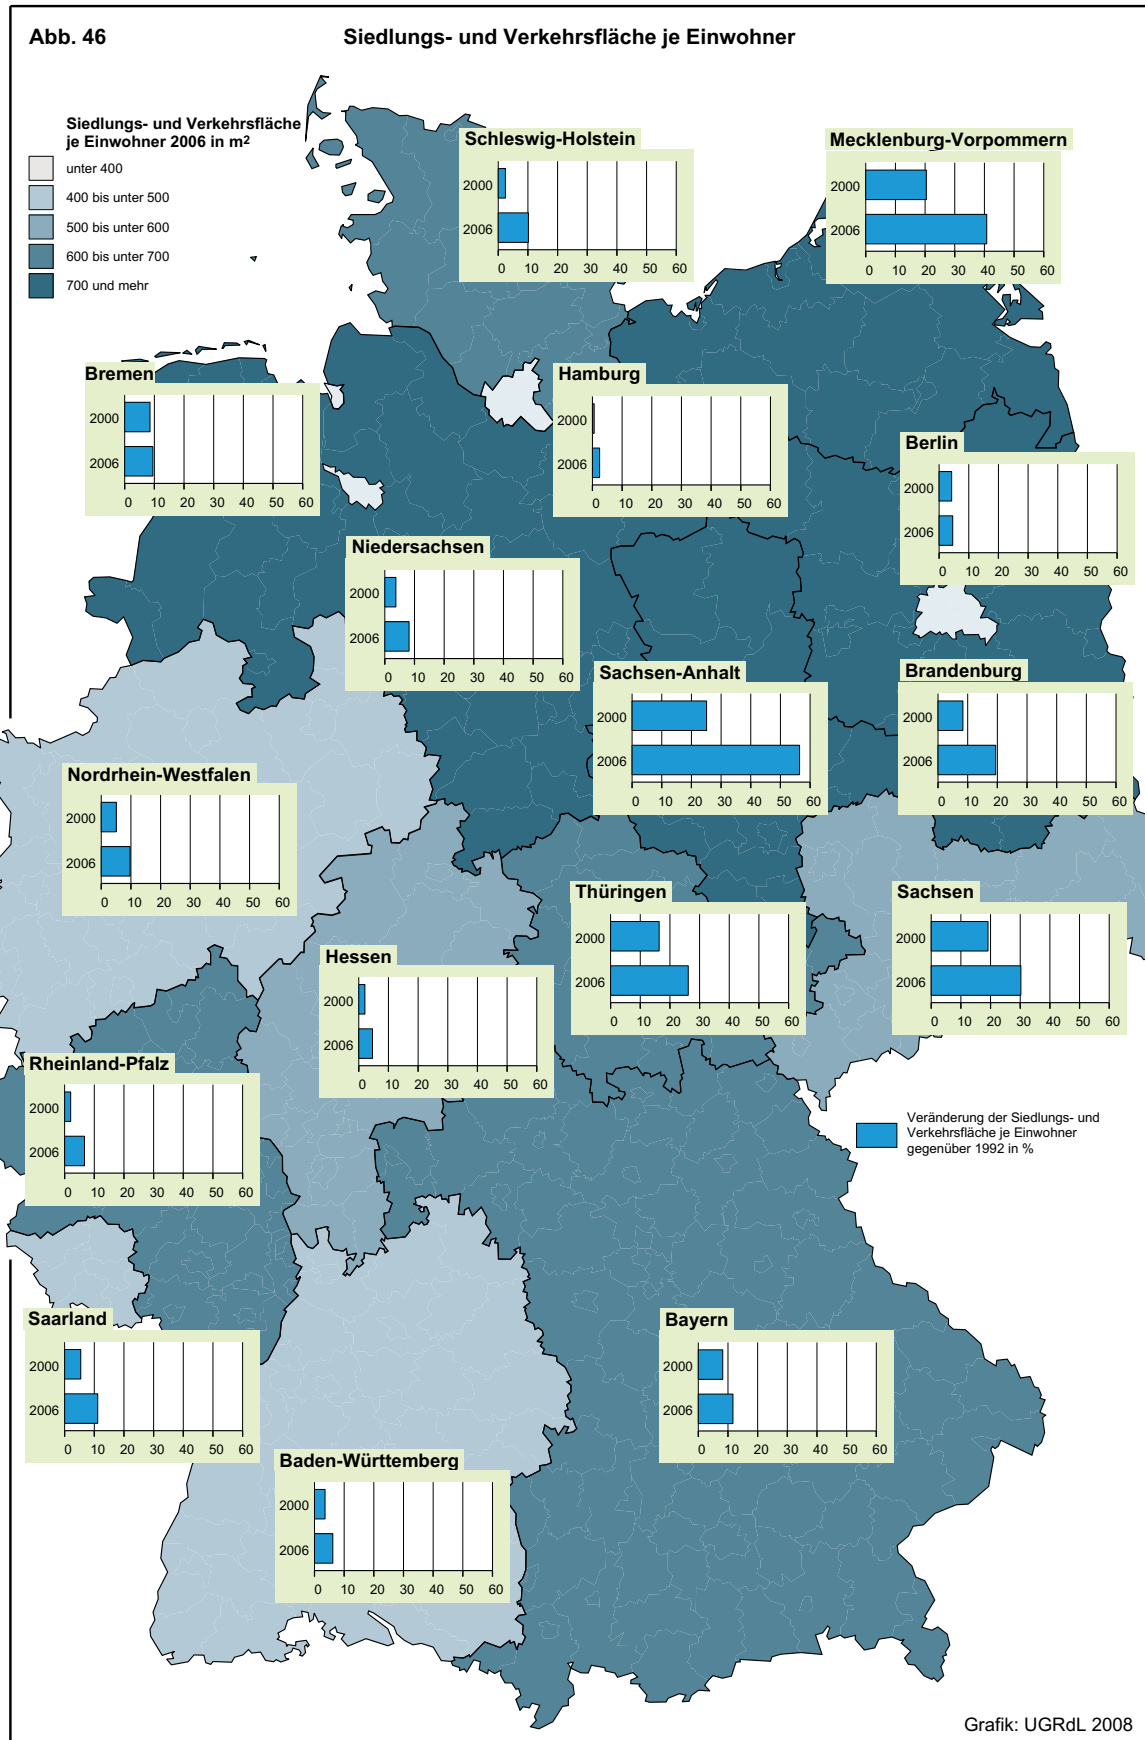 Abb. 46
Siedlungs- und Verkehrsfläche je Einwohner
Siedlungs- und Verkehrsfläche
je Einwohner 2006 in m²
unter 400
400 bis unter 500
500 bis unter 600
600 bis unter 700
700 und mehr
Schleswig-Holstein
2000
2006
0 10 20 30 40 50 60
Mecklenburg-Vorpommern
2000
2006
0 10 20 30 40 50 60
Bremen
2000
2006
0 10 20 30 40 50 60
Hamburg
2000
2006
0 10 20 30 40 50 60
Berlin
2000
2006
0 10 20 30 40 50 60
Niedersachsen
2000
2006
0 10 20 30 40 50 60
Sachsen-Anhalt
2000
2006
0 10 20 30 40 50 60
Brandenburg
2000
2006
0 10 20 30 40 50 60
Nordrhein-Westfalen
2000
2006
0 10 20 30 40 50 60
Thüringen
2000
2006
0 10 20 30 40 50 60
Sachsen
2000
2006
0 10 20 30 40 50 60
Hessen
2000
2006
0 10 20 30 40 50 60
Rheinland-Pfalz
2000
2006
0 10 20 30 40 50 60
Veränderung der Siedlungs- und
Verkehrsfläche je Einwohner
gegenüber 1992 in %
Saarland
2000
2006
0 10 20 30 40 50 60
Bayern
2000
2006
0 10 20 30 40 50 60
Baden-Württemberg
2000
2006
0 10 20 30 40 50 60
Grafik: UGRdL 2008